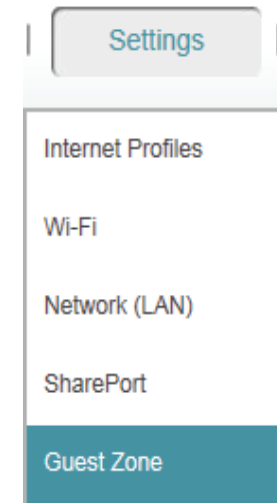 Settings
Internet Profiles
Wi-Fi
Network (LAN)
SharePort
Guest Zone